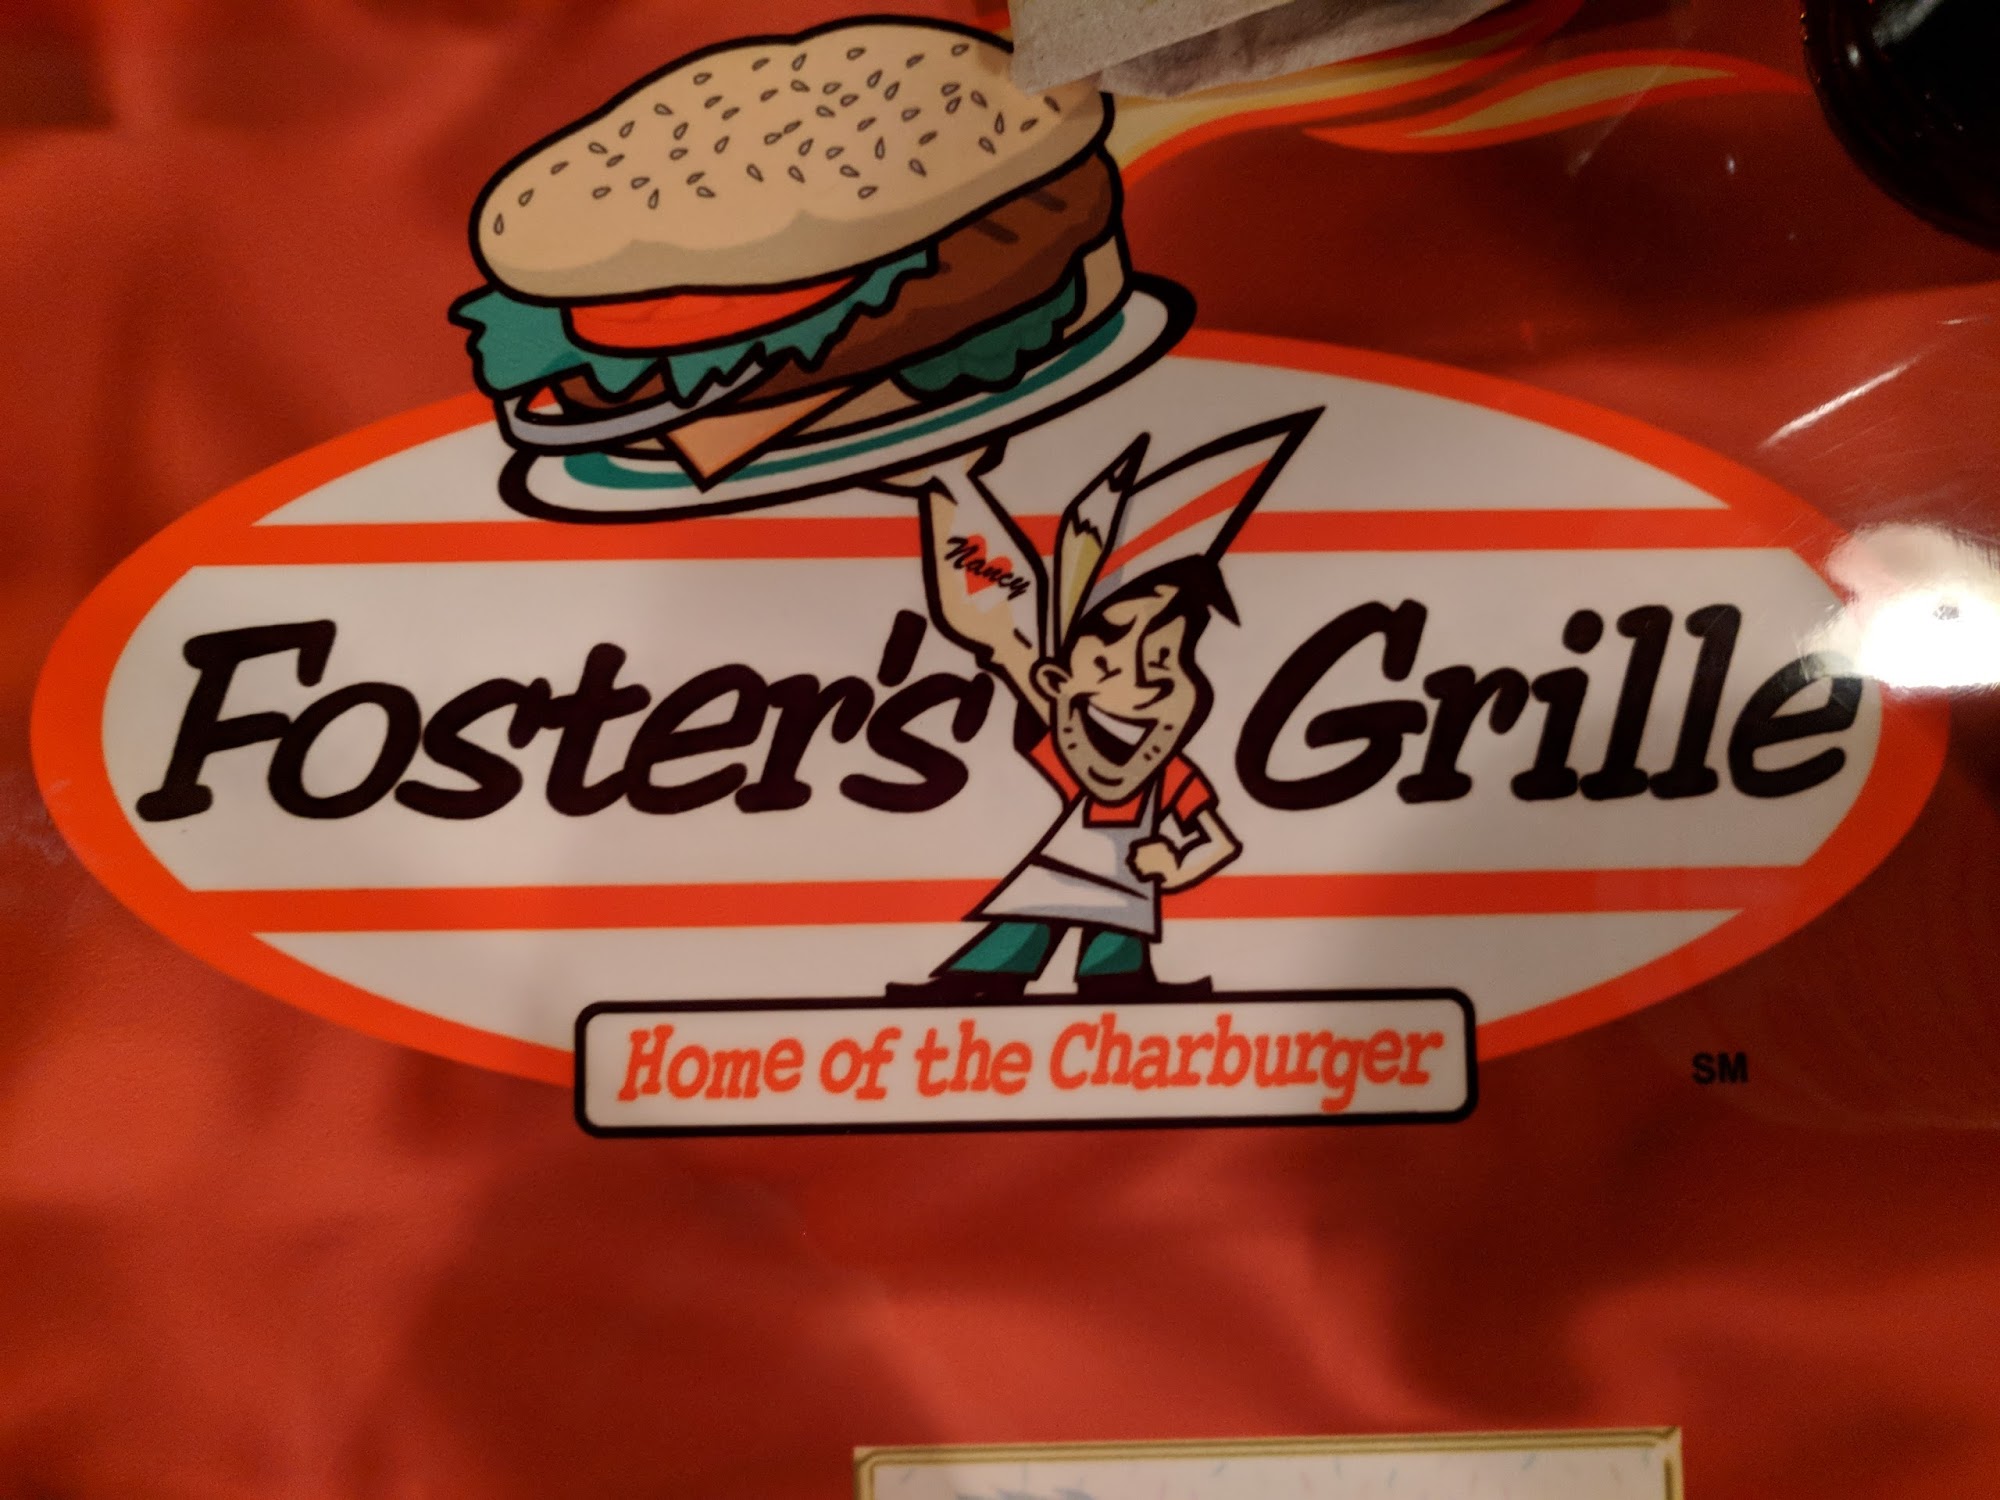 Nancy
Foster's Grille
Home of the Charburger
SM